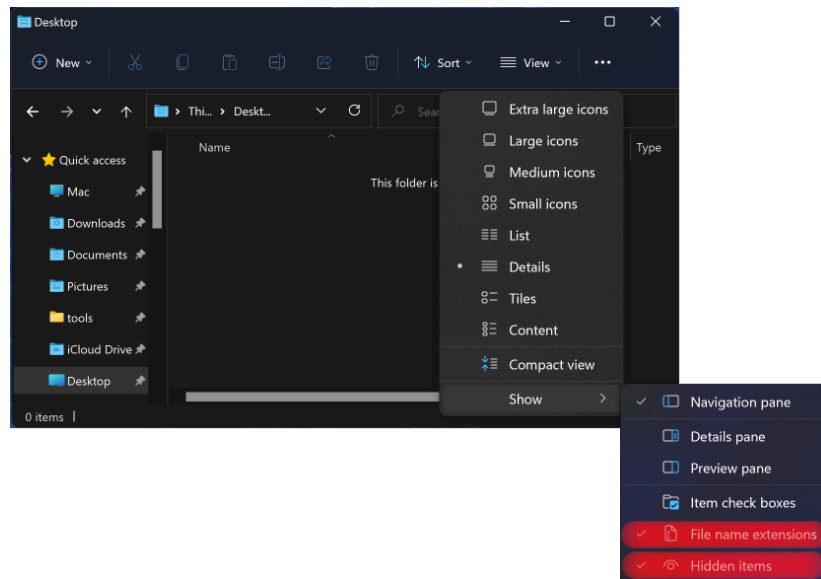 Desktop
New
Sort
View
Thi... > Deskt...
Sear
Name
Type
This folder is
Quick access
Mac
Downloads
Documents
Pictures
tools
iCloud Drive
Desktop
0 items
Extra large icons
Large icons
Medium icons
Small icons
List
Details
Tiles
Content
Compact view
Show
Navigation pane
Details pane
Preview pane
Item check boxes
File name extensions
Hidden items